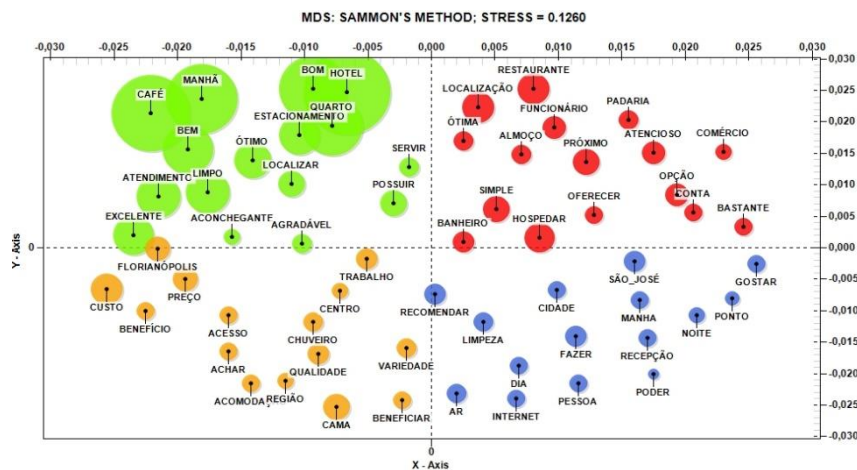 MDS: SAMMON'S METHOD; STRESS = 0.1260
-0,030 -0,025 -0,020 -0,015 -0,010 -0,005 0,000 0,005 0,010 0,015 0,020 0,025 0,030
0,030
BOM HOTEL RESTAURANTE
CAFÉ MANHÃ LOCALIZAÇÃO 0,025
QUARTO FUNCIONÁRIO PADARIA
ESTACIONAMENTO 0,020
BEM ÓTIMO ÓTIMA ALMOÇO PRÓXIMO ATENCIOSO COMÉRCIO
SERVIR 0,015
LOCALIZAR
ATENDIMENTO LIMPO POSSUIR SIMPLE OFERECER OPÇÃO 0,010
CONTA
EXCELENTE ACONCHEGANTE AGRADÁVEL BANHEIRO HOSPEDAR BASTANTE 0,005
0 0,000
FLORIANÓPOLIS TRABALHO SÃO_JOSÉ GOSTAR
PREÇO -0,005
CUSTO CENTRO RECOMENDAR CIDADE MANHA PONTO
BENEFÍCIO ACESSO CHUVEIRO LIMPEZA NOITE -0,010
FAZER RECEPÇÃO -0,015
ACHAR QUALIDADE VARIEDADE
DIA PODER -0,020
ACOMODA REGIÃO PESSOA
CAMA BENEFICIAR AR INTERNET -0,025
-0,030
0
X - Axis
Y - Axis